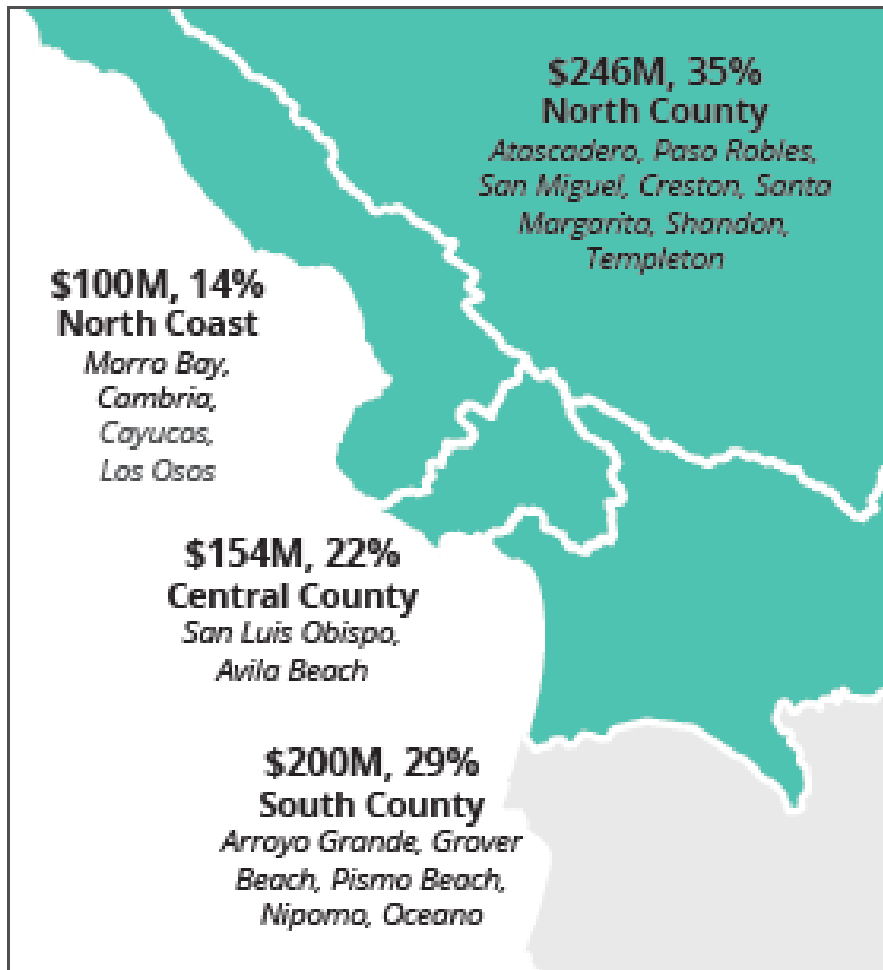 $246M, 35%
North County
Atascadero, Paso Robles,
San Miguel, Creston, Santa
Margarita, Shandon,
Templeton
$100M, 14%
North Coast
Morro Bay,
Cambria,
Cayucos,
Los Osos
$154M, 22%
Central County
San Luis Obispo,
Avila Beach
$200M, 29%
South County
Arroyo Grande, Grover
Beach, Pismo Beach,
Nipomo, Oceano